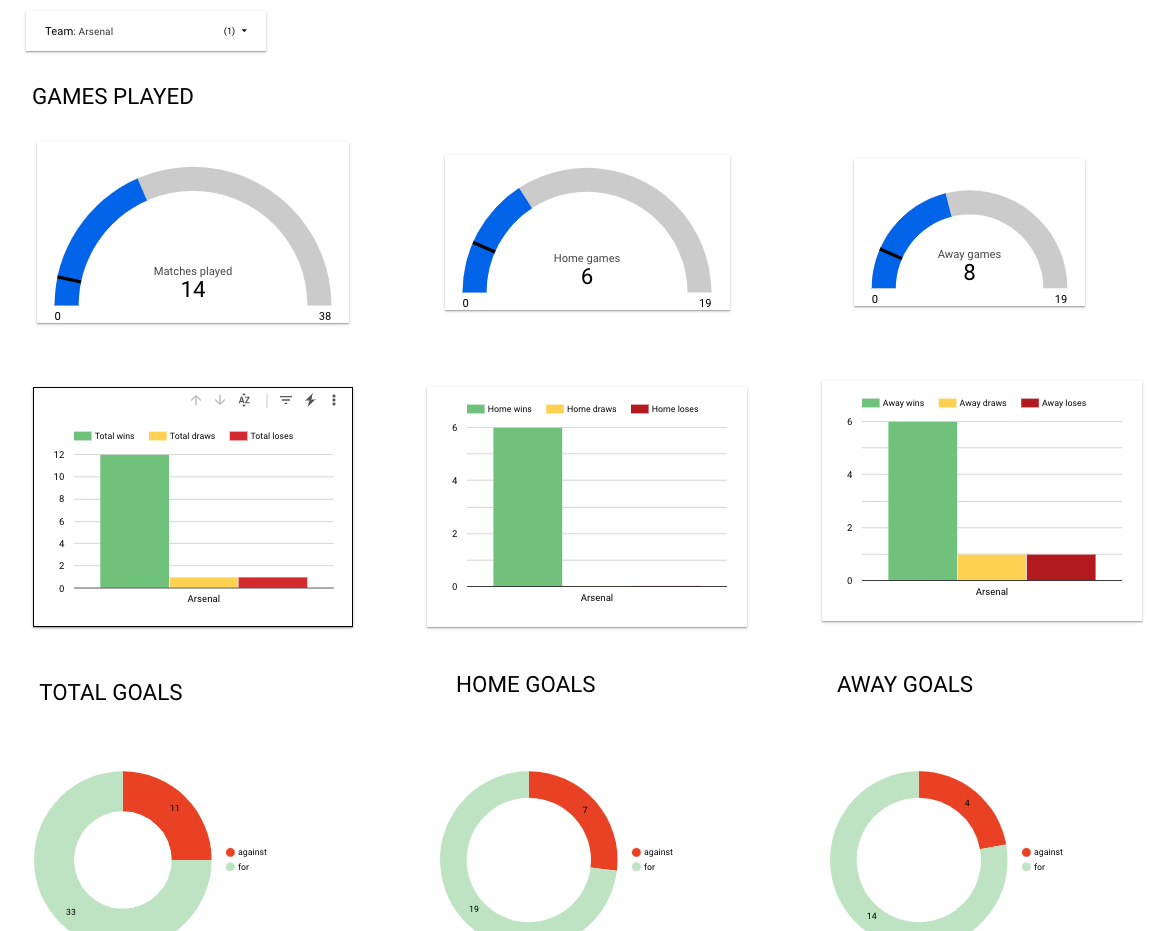 Team: Arsenal (1)
GAMES PLAYED
Matches played
14
0 38
Home games
6
0 19
Away games
8
0 19
AZ
Total wins Total draws Total loses
12
10
8
6
4
2
0
Arsenal
Home wins Home draws Home loses
6
4
2
0
Arsenal
Away wins Away draws Away loses
6
4
2
0
Arsenal
TOTAL GOALS
HOME GOALS
AWAY GOALS
11
against
for
33
7
against
for
19
4
against
for
14